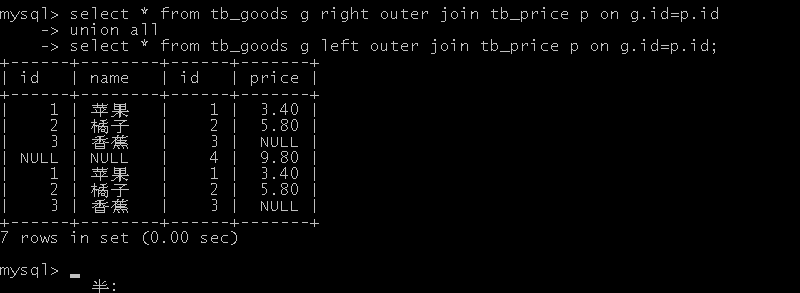 mysql> select * from tb_goods g right outer join tb_price p on g.id=p.id
    -> union all
    -> select * from tb_goods g left outer join tb_price p on g.id=p.id;
+------+-------+------+-------+
| id   | name  | id   | price |
+------+-------+------+-------+
|    1 | 苹果  |    1 |  3.40 |
|    2 | 橘子  |    2 |  5.80 |
|    3 | 香蕉  |    3 |  NULL |
| NULL | NULL  |    4 |  9.80 |
|    1 | 苹果  |    1 |  3.40 |
|    2 | 橘子  |    2 |  5.80 |
|    3 | 香蕉  |    3 |  NULL |
+------+-------+------+-------+
7 rows in set (0.00 sec)
mysql> _
半: